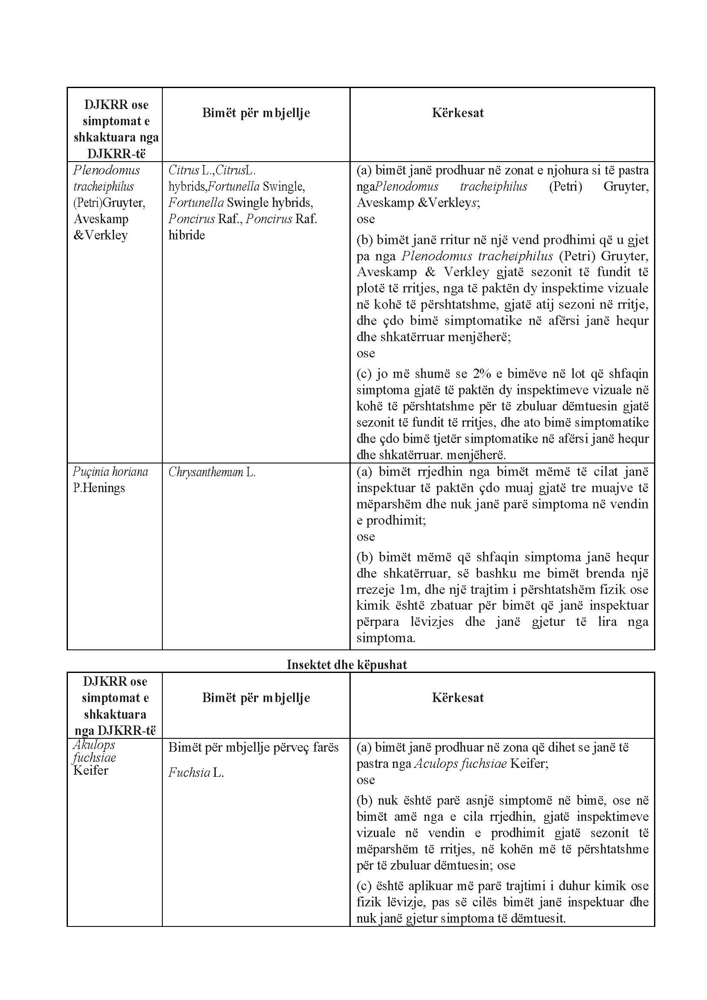 DJKRR ose
simptomat e
shkaktuara nga
DJKRR-të
Bimët për mbjellje
Kërkesat
Plenodomus
tracheiphilus
(Petri)Gruyter,
Aveskamp
&Verkley
Citrus L.,CitrusL.
hybrids,Fortunella Swingle,
Fortunella Swingle hybrids,
Poncirus Raf., Poncirus Raf.
hibride
(a) bimët janë prodhuar në zonat e njohura si të pastra
ngaPlenodomus tracheiphilus (Petri) Gruyter,
Aveskamp &Verkleys;
ose
(b) bimët janë rritur në një vend prodhimi që u gjet
pa nga Plenodomus tracheiphilus (Petri) Gruyter,
Aveskamp & Verkley gjatë sezonit të fundit të
plotë të rritjes, nga të paktën dy inspektime vizuale
në kohë të përshtatshme, gjatë atij sezoni në rritje,
dhe çdo bimë simptomatike në afërsi janë hequr
dhe shkatërruar menjëherë;
ose
(c) jo më shumë se 2% e bimëve në lot që shfaqin
simptoma gjatë të paktën dy inspektimeve vizuale në
kohë të përshtatshme për të zbuluar dëmtuesin gjatë
sezonit të fundit të rritjes, dhe ato bimë simptomatike
dhe çdo bimë tjetër simptomatike në afërsi janë hequr
dhe shkatërruar. menjëherë.
Puçinia horiana
P.Henings
Chrysanthemum L.
(a) bimët rrjedhin nga bimët mëmë të cilat janë
inspektuar të paktën çdo muaj gjatë tre muajve të
mëparshëm dhe nuk janë parë simptoma në vendin
e prodhimit;
ose
(b) bimët mëmë që shfaqin simptoma janë hequr
dhe shkatërruar, së bashku me bimët brenda një
rrezeje 1m, dhe një trajtim i përshtatshëm fizik ose
kimik është zbatuar për bimët që janë inspektuar
përpara lëvizjes dhe janë gjetur të lira nga
simptoma.
Insektet dhe këpushat
DJKRR ose
simptomat e
shkaktuara
nga DJKRR-të
Bimët për mbjellje
Kërkesat
Akulops
fuchsiae
Keifer
Bimët për mbjellje përveç farës
Fuchsia L.
(a) bimët janë prodhuar në zona që dihet se janë të
pastra nga Aculops fuchsiae Keifer;
ose
(b) nuk është parë asnjë simptomë në bimë, ose në
bimët amë nga e cila rrjedhin, gjatë inspektimeve
vizuale në vendin e prodhimit gjatë sezonit të
mëparshëm të rritjes, në kohën më të përshtatshme
për të zbuluar dëmtuesin; ose
(c) është aplikuar më parë trajtimi i duhur kimik ose
fizik lëvizje, pas së cilës bimët janë inspektuar dhe
nuk janë gjetur simptoma të dëmtuesit.